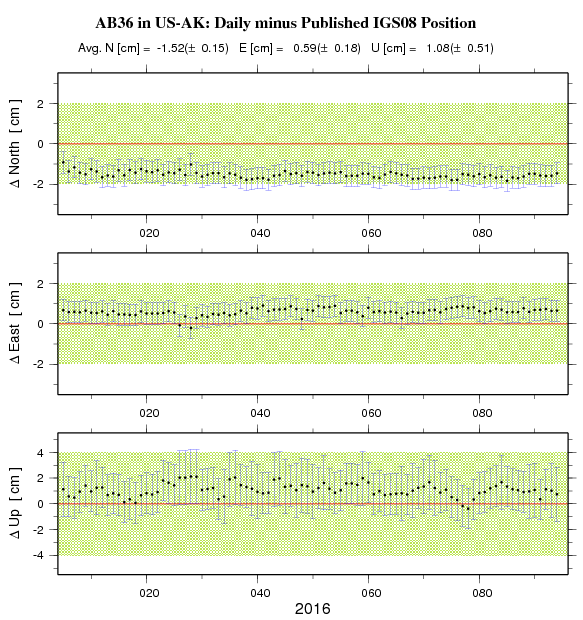 AB36 in US-AK: Daily minus Published IGS08 Position
Avg. N [cm] = -1.52(± 0.15) E [cm] = 0.59(± 0.18) U [cm] = 1.08(± 0.51)
Δ North [cm]
2
0
-2
020 040 060 080
Δ East [cm]
2
0
-2
020 040 060 080
Δ Up [cm]
4
2
0
-2
-4
020 040 060 080
2016